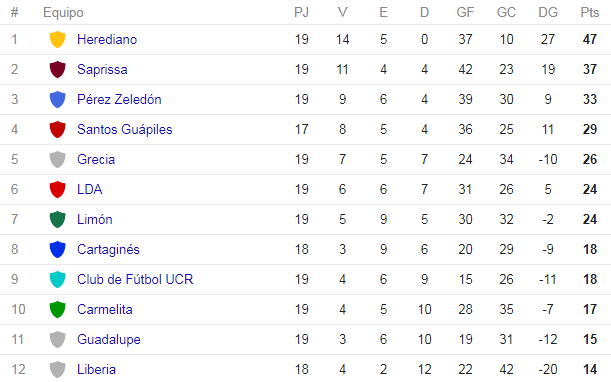 # Equipo PJ V E D GF GC DG Pts
1 Herediano 19 14 5 0 37 10 27 47
2 Saprissa 19 11 4 4 42 23 19 37
3 Pérez Zeledón 19 9 6 4 39 30 9 33
4 Santos Guápiles 17 8 5 4 36 25 11 29
5 Grecia 19 7 5 7 24 34 -10 26
6 LDA 19 6 6 7 31 26 5 24
7 Limón 19 5 9 5 30 32 -2 24
8 Cartaginés 18 3 9 6 20 29 -9 18
9 Club de Fútbol UCR 19 4 6 9 15 26 -11 18
10 Carmelita 19 4 5 10 28 35 -7 17
11 Guadalupe 19 3 6 10 19 31 -12 15
12 Liberia 18 4 2 12 22 42 -20 14